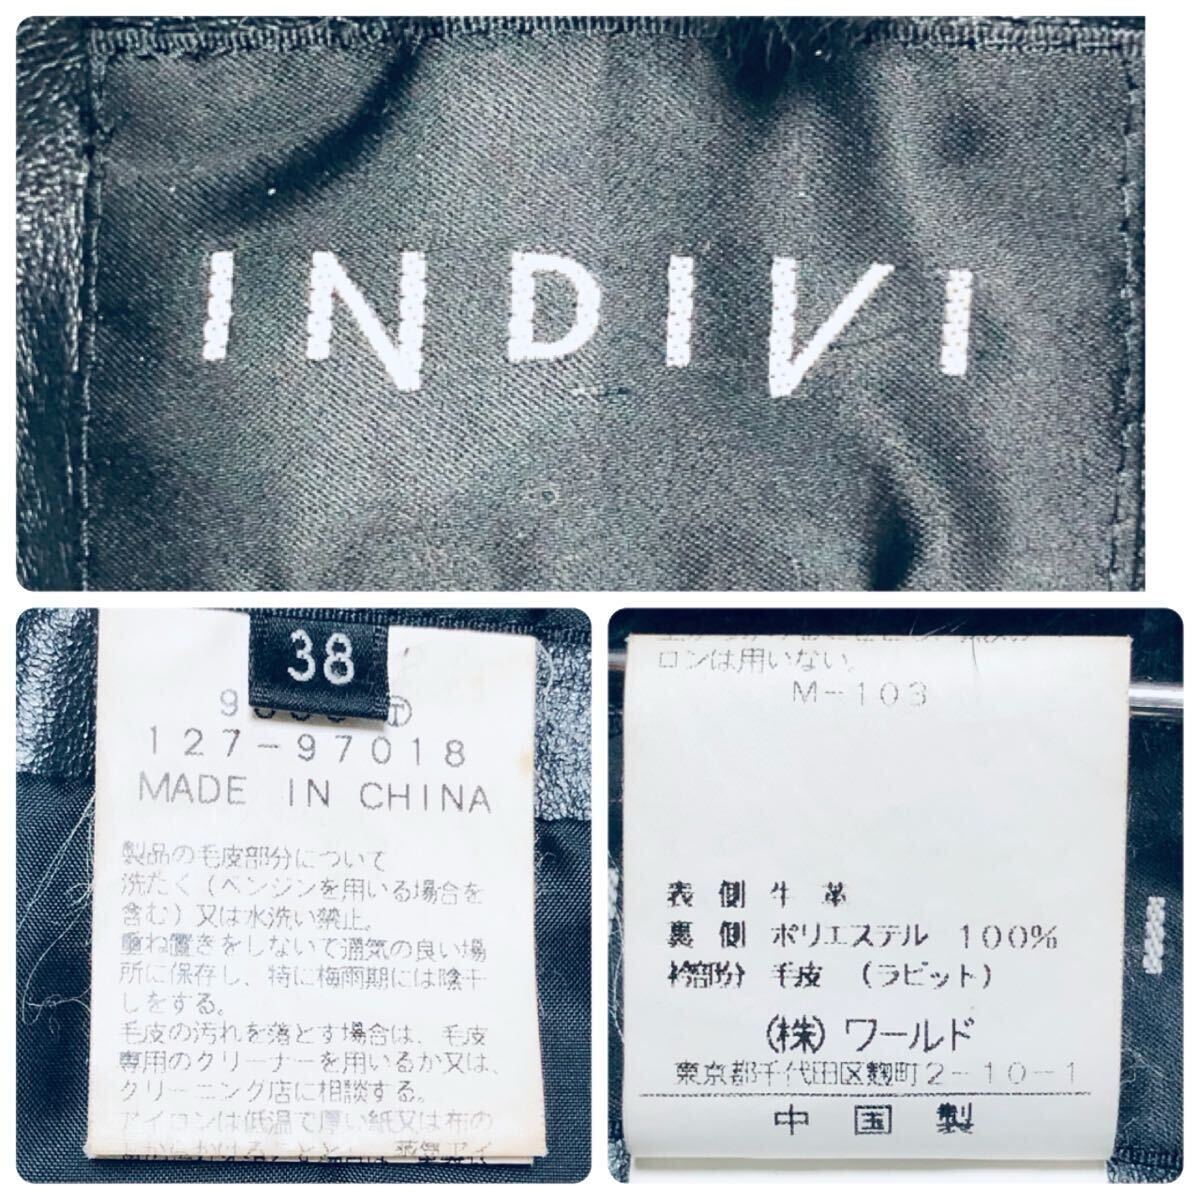 INDIVI
38
127-97018
MADE IN CHINA
製品の毛皮部分について
洗たく（ベンジンを用いる場合を
含む）又は水洗い禁止。
重ね置きをしないで通気の良い場
所に保存し、特に梅雨期には陰干
しをする。
毛皮の汚れを落とす場合は、毛皮
専用のクリーナーを用いるか又は、
クリーニング店に相談する。
アイロンは低温で厚い紙又は布の
ロンは用いない。
M-103
表側 牛革
裏側 ポリエステル 100%
衿部分 毛皮 （ラビット）
（株）ワールド
東京都千代田区麹町2-10-1
中国製